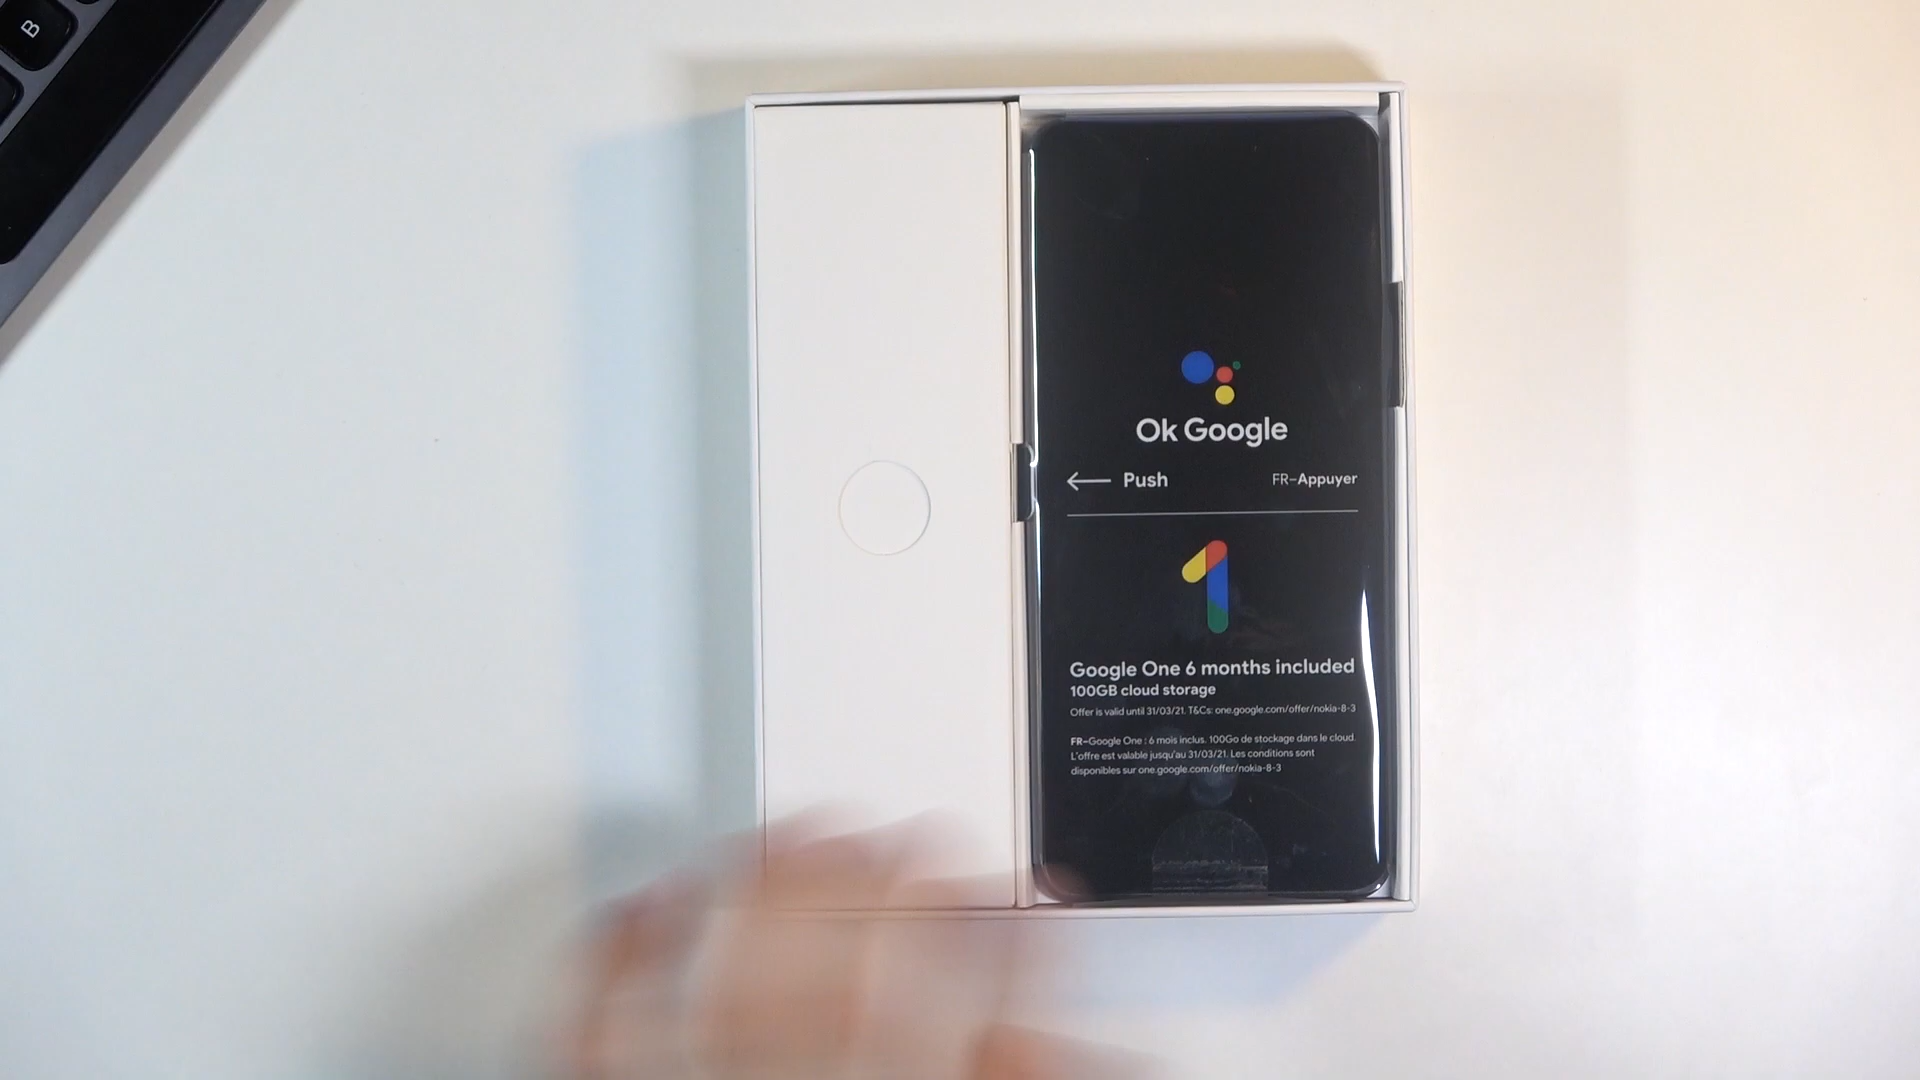 B
Ok Google
← Push FR-Appuyer
Google One 6 months included
100GB cloud storage
Offer is valid until 31/03/21. T&Cs: one.google.com/offer/nokia-8-3
FR-Google One : 6 mois inclus. 100Go de stockage dans le cloud.
L'offre est valable jusqu'au 31/03/21. Les conditions sont
disponibles sur one.google.com/offer/nokia-8-3